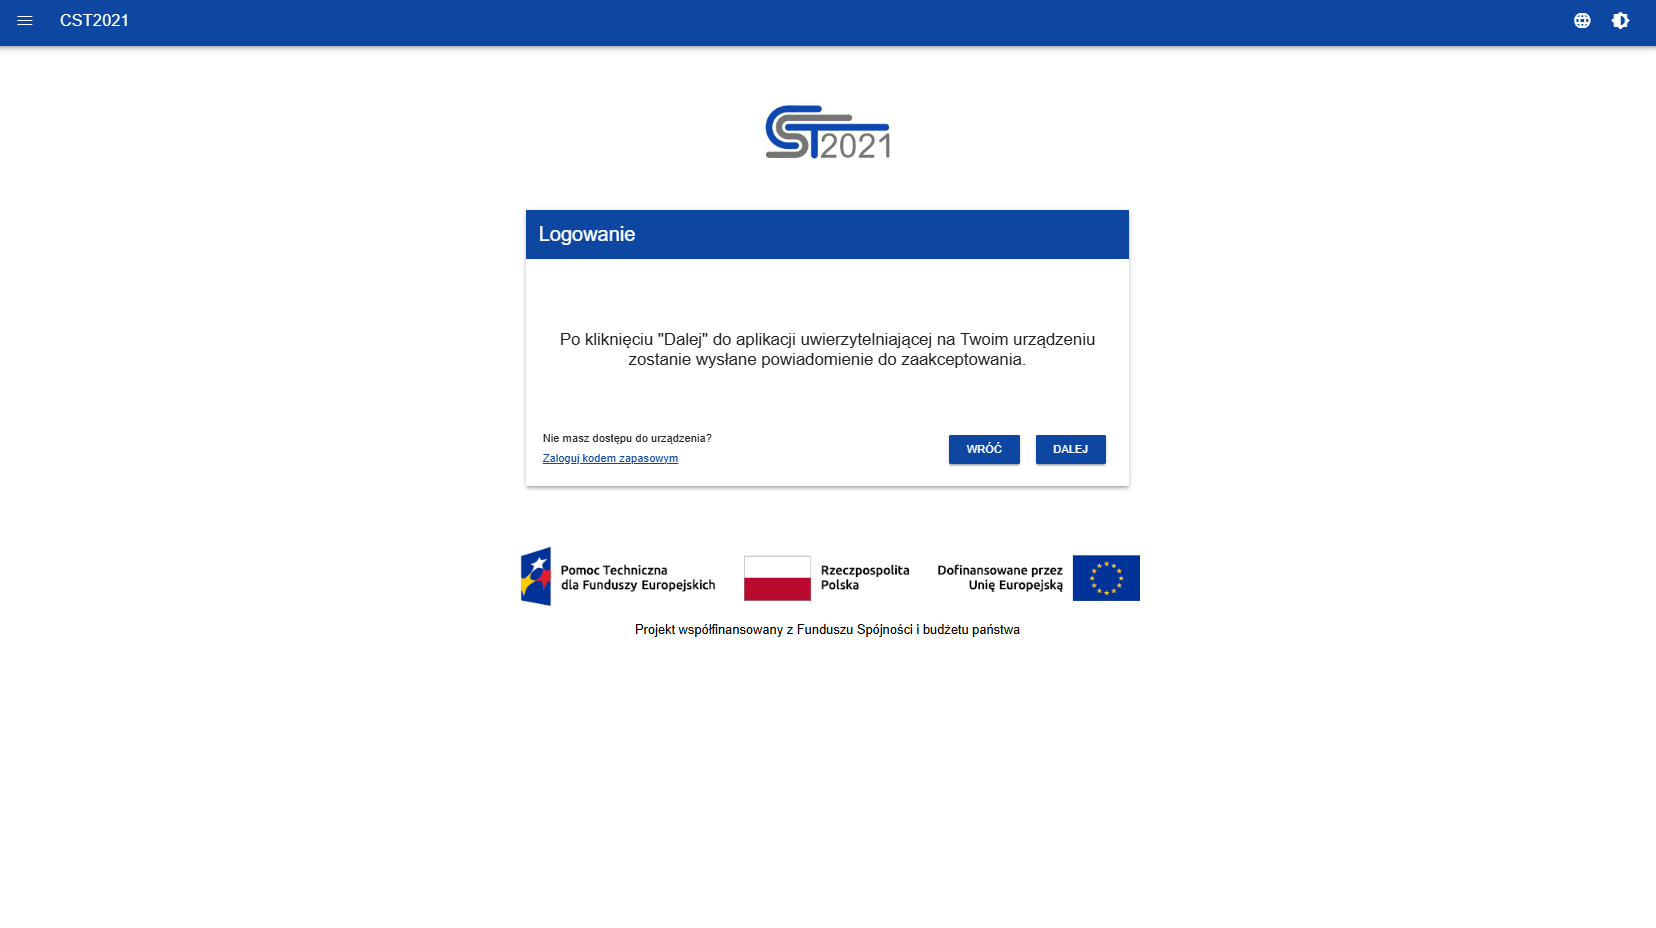 CST2021
CST2021
Logowanie
Po kliknięciu "Dalej" do aplikacji uwierzytelniającej na Twoim urządzeniu
zostanie wysłane powiadomienie do zaakceptowania.
Nie masz dostępu do urządzenia?
Zaloguj kodem zapasowym
WRÓĆ
DALEJ
Pomoc Techniczna
dla Funduszy Europejskich
Rzeczpospolita
Polska
Dofinansowane przez
Unię Europejską
Projekt współfinansowany z Funduszu Spójności i budżetu państwa